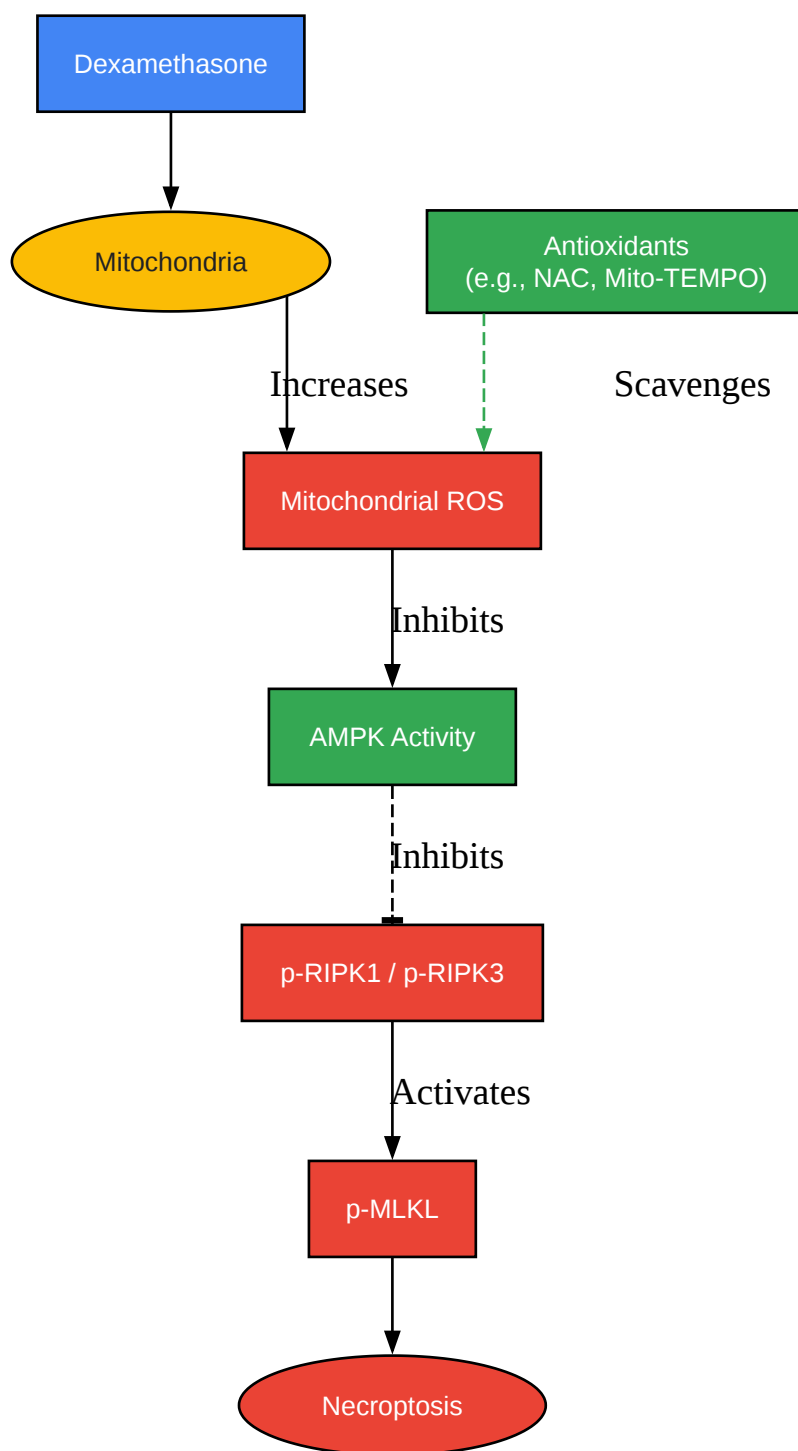 Dexamethasone
Mitochondria
Antioxidants
(e.g., NAC, Mito-TEMPO)
Increases
Scavenges
Mitochondrial ROS
Inhibits
AMPK Activity
Inhibits
p-RIPK1 / p-RIPK3
Activates
p-MLKL
Necroptosis